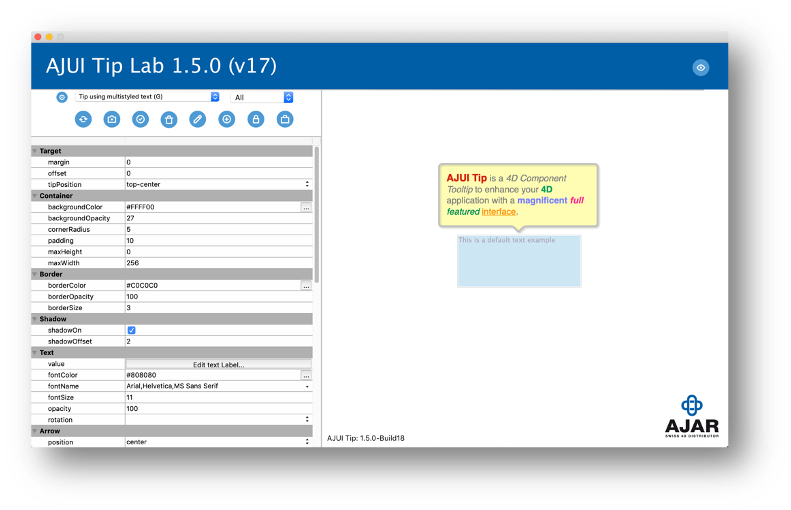 AJUI Tip Lab 1.5.0 (v17)
Tip using multistyled text (G)
All
Target
margin 0
offset 0
tipPosition top-center
Container
backgroundColor #FFFF00 ...
backgroundOpacity 27
cornerRadius 5
padding 10
maxHeight 0
maxWidth 256
Border
borderColor #C0C0C0 ...
borderOpacity 100
borderSize 3
Shadow
shadowOn
shadowOffset 2
Text
value Edit text Label...
fontColor #808080 ...
fontName Arial,Helvetica,MS Sans Serif
fontSize 11
opacity 100
rotation
Arrow
position center
AJUI Tip is a 4D Component
Tooltip to enhance your 4D
application with a magnificent full
featured interface.
This is a default text example
AJUI Tip: 1.5.0-Build18
AJAR
SWISS 4D DISTRIBUTOR